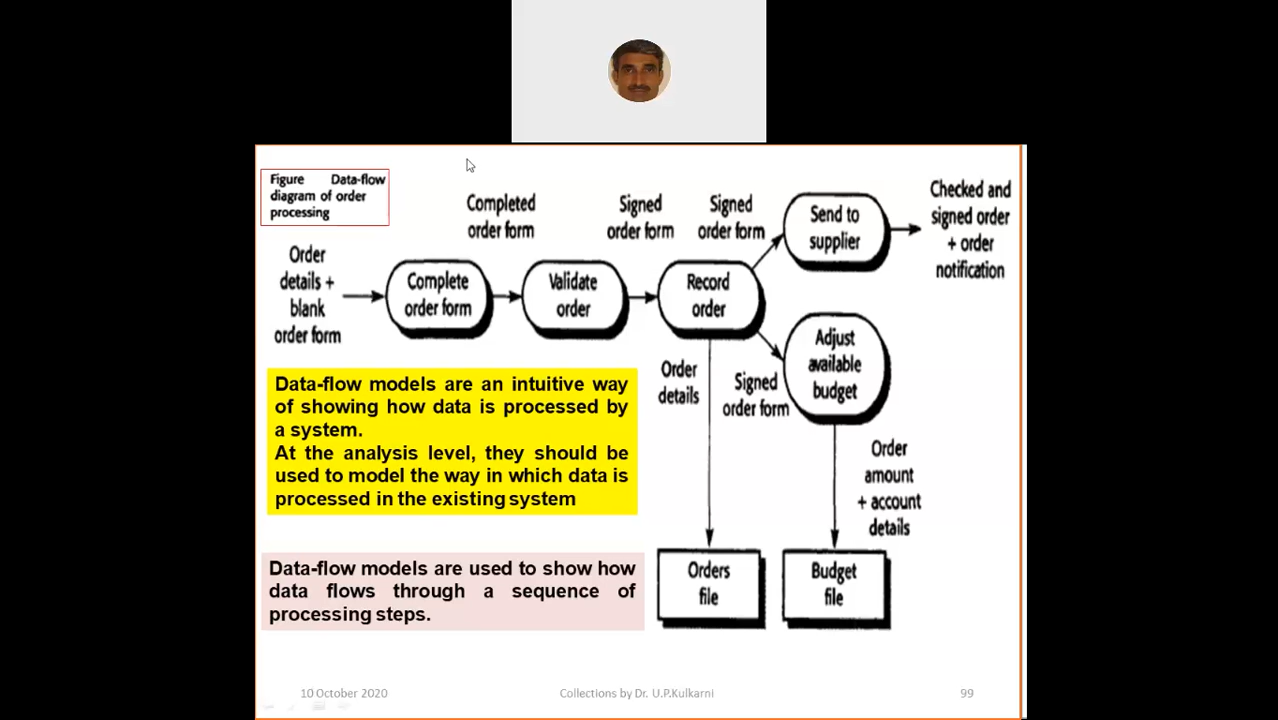 Figure Data-flow
diagram of order
processing
Completed
order form
Signed
order form
Signed
order form
Send to
supplier
Checked and
signed order
+ order
notification
Order
details +
blank
order form
Complete
order form
Validate
order
Record
order
Adjust
available
budget
Order
details
Signed
order form
Data-flow models are an intuitive way
of showing how data is processed by
a system.
At the analysis level, they should be
used to model the way in which data is
processed in the existing system
Order
amount
+ account
details
Data-flow models are used to show how
data flows through a sequence of
processing steps.
Orders
file
Budget
file
10 October 2020
Collections by Dr. U.P.Kulkarni
99